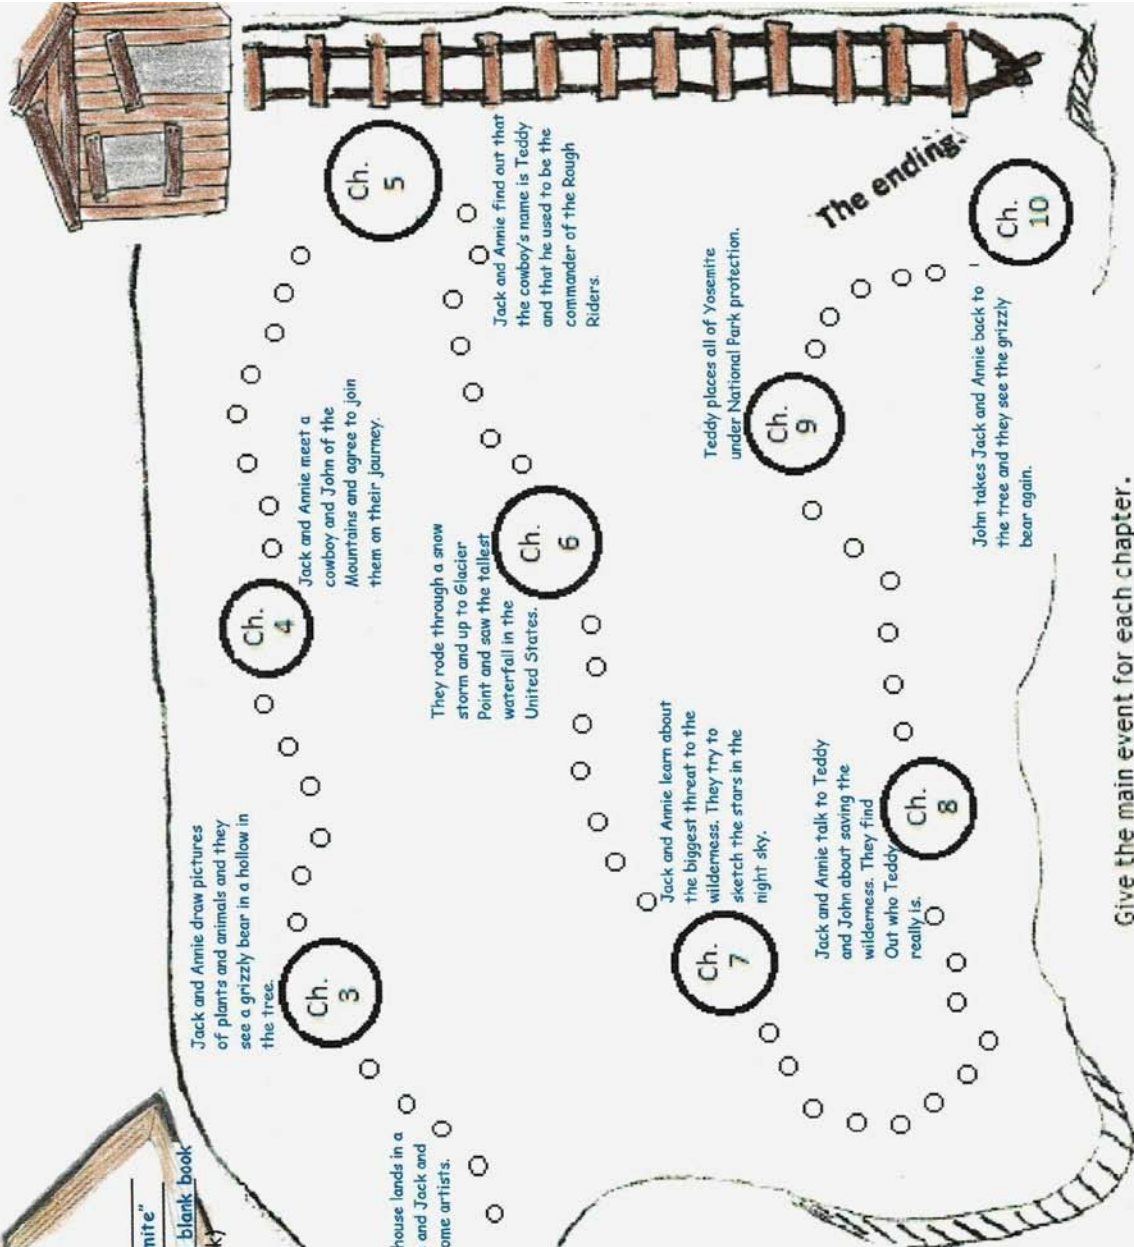 nite"
blank book
k)
house lands in a
and Jack and
ome artists.
Jack and Annie draw pictures
of plants and animals and they
see a grizzly bear in a hollow in
the tree.
Ch.
3
Ch.
4
Jack and Annie meet a
cowboy and John of the
Mountains and agree to join
them on their journey.
Ch.
5
Jack and Annie find out that
the cowboy's name is Teddy
and that he used to be the
commander of the Rough
Riders.
They rode through a snow
storm and up to Glacier
Point and saw the tallest
waterfall in the
United States.
Ch.
6
Jack and Annie learn about
the biggest threat to the
wilderness. They try to
sketch the stars in the
night sky.
Ch.
7
Jack and Annie talk to Teddy
and John about saving the
wilderness. They find
Out who Teddy
really is.
Ch.
8
Teddy places all of Yosemite
under National Park protection.
Ch.
9
John takes Jack and Annie back to
the tree and they see the grizzly
bear again.
Ch.
10
The ending.
Give the main event for each chapter.